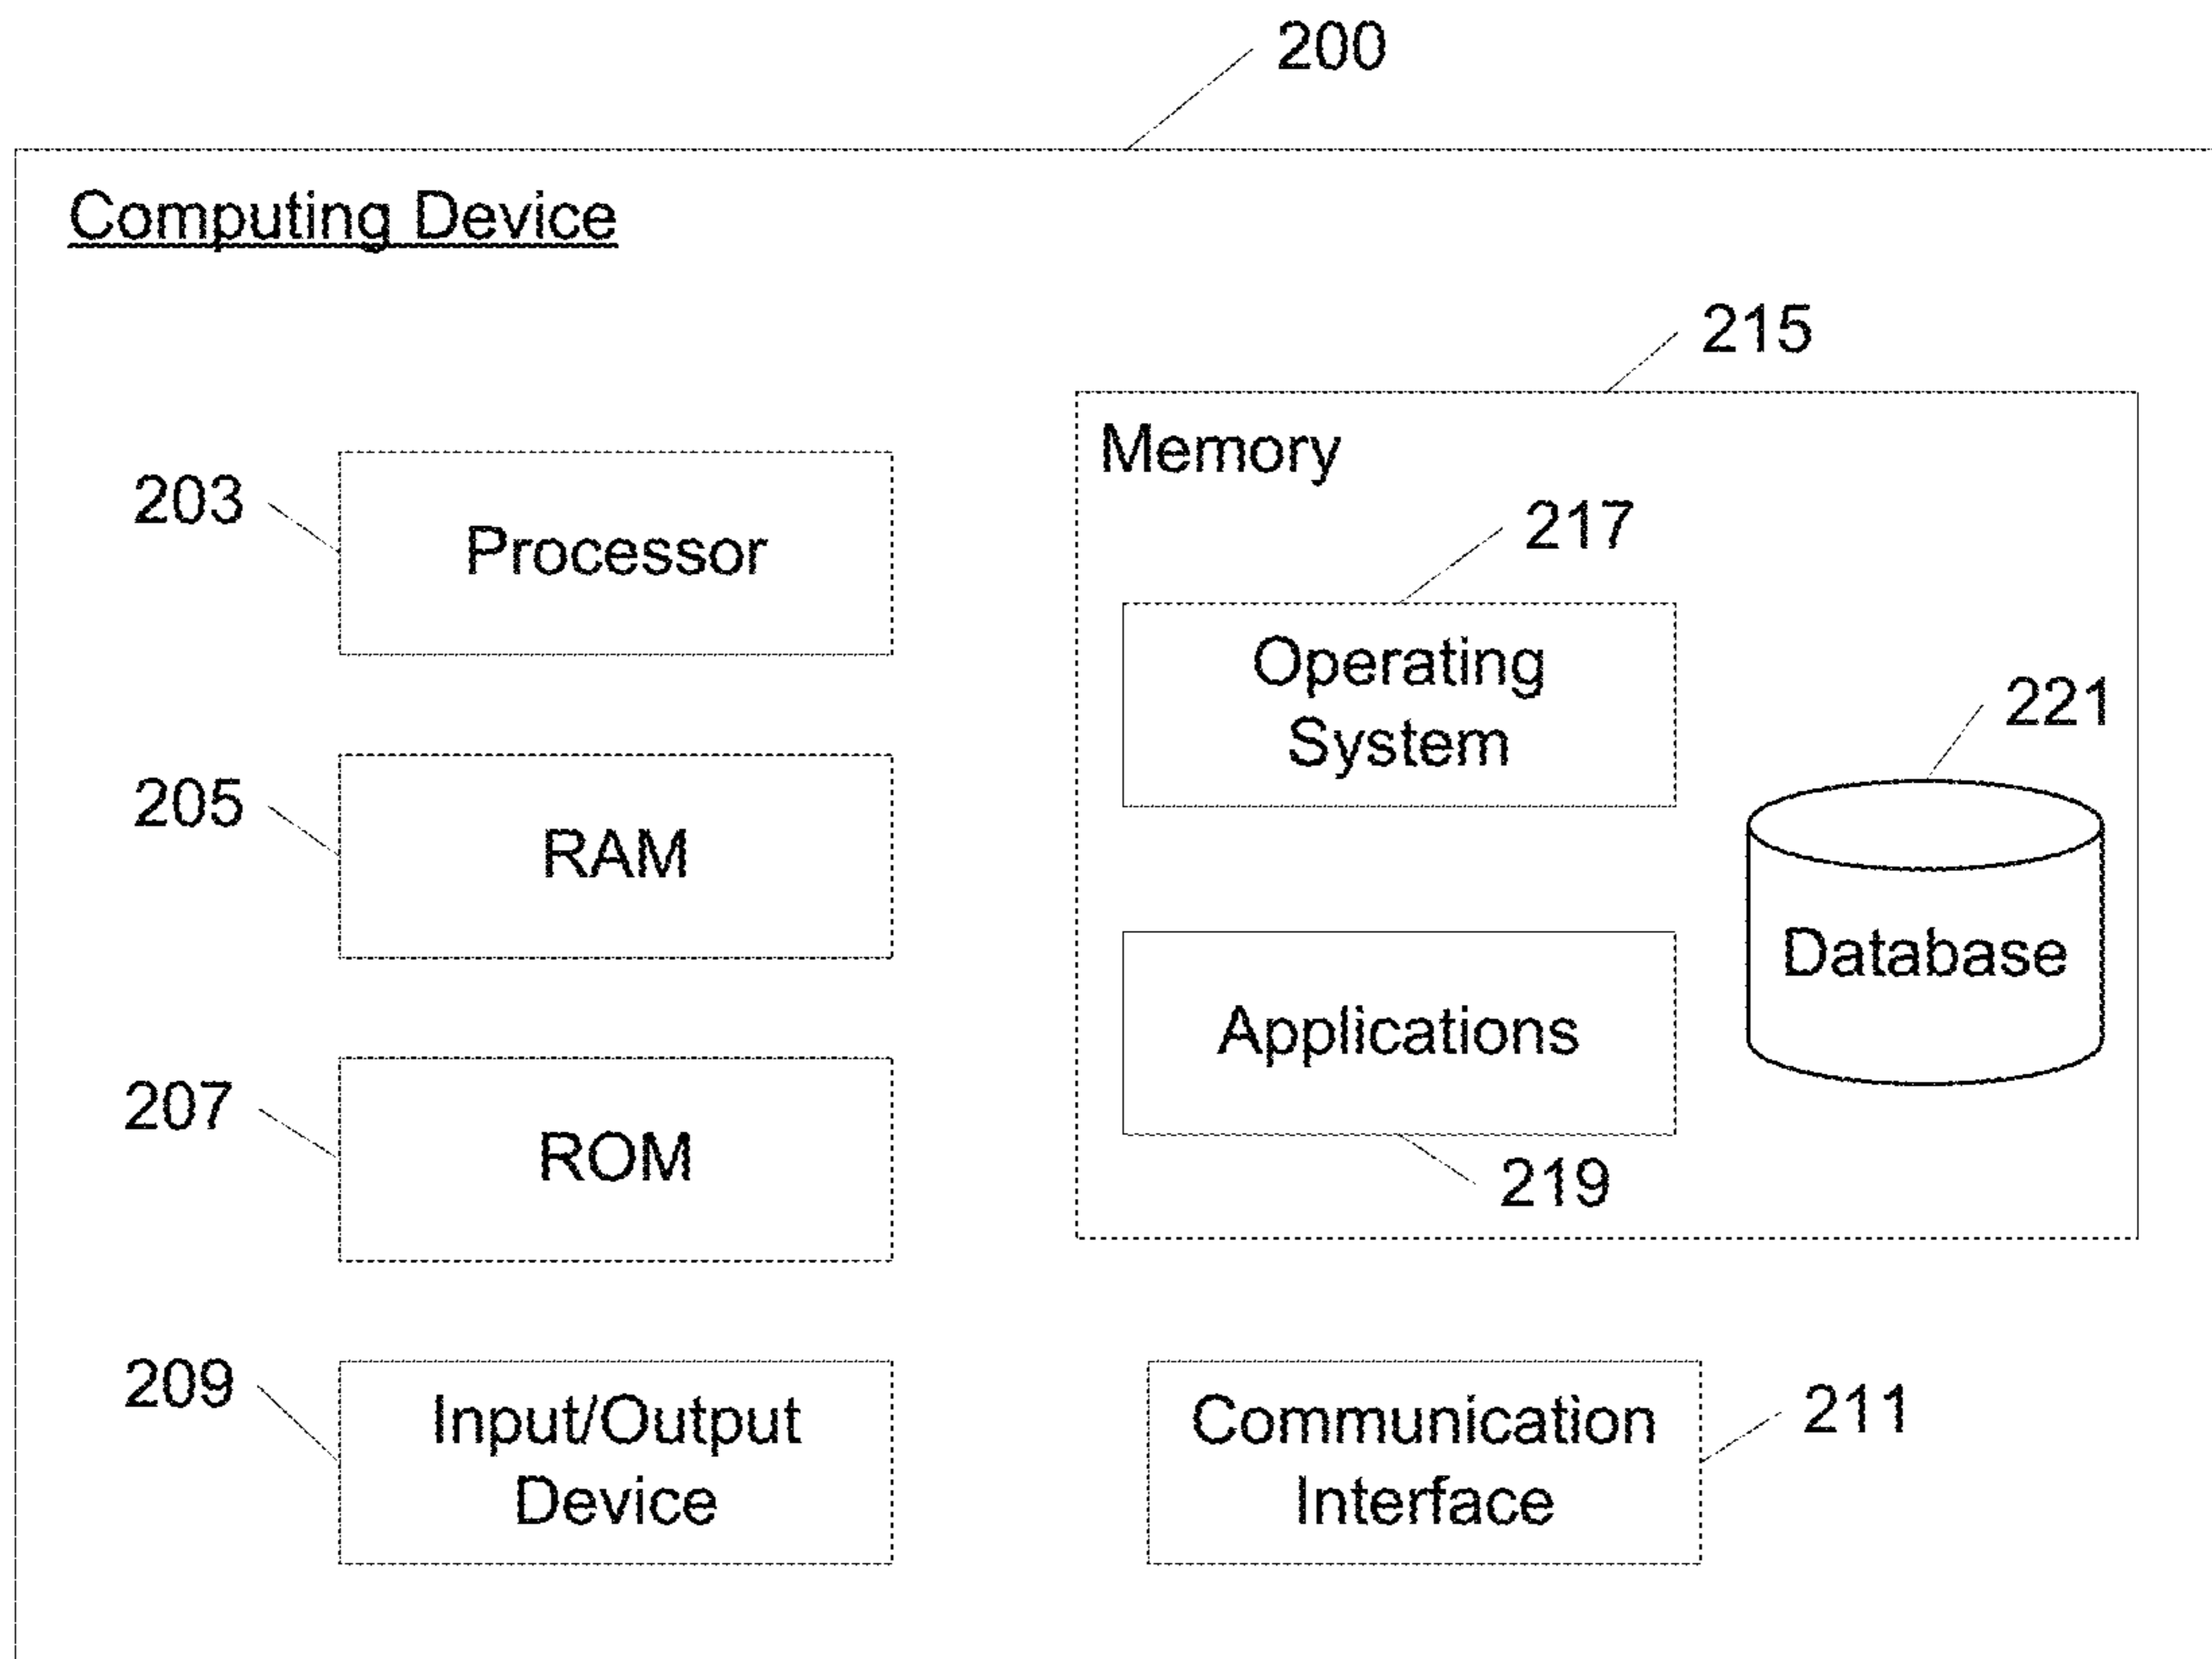 200
Computing Device
215
Memory
203
Processor
217
Operating
System
221
205
RAM
Database
Applications
207
ROM
219
209
Input/Output
Device
Communication
Interface
211